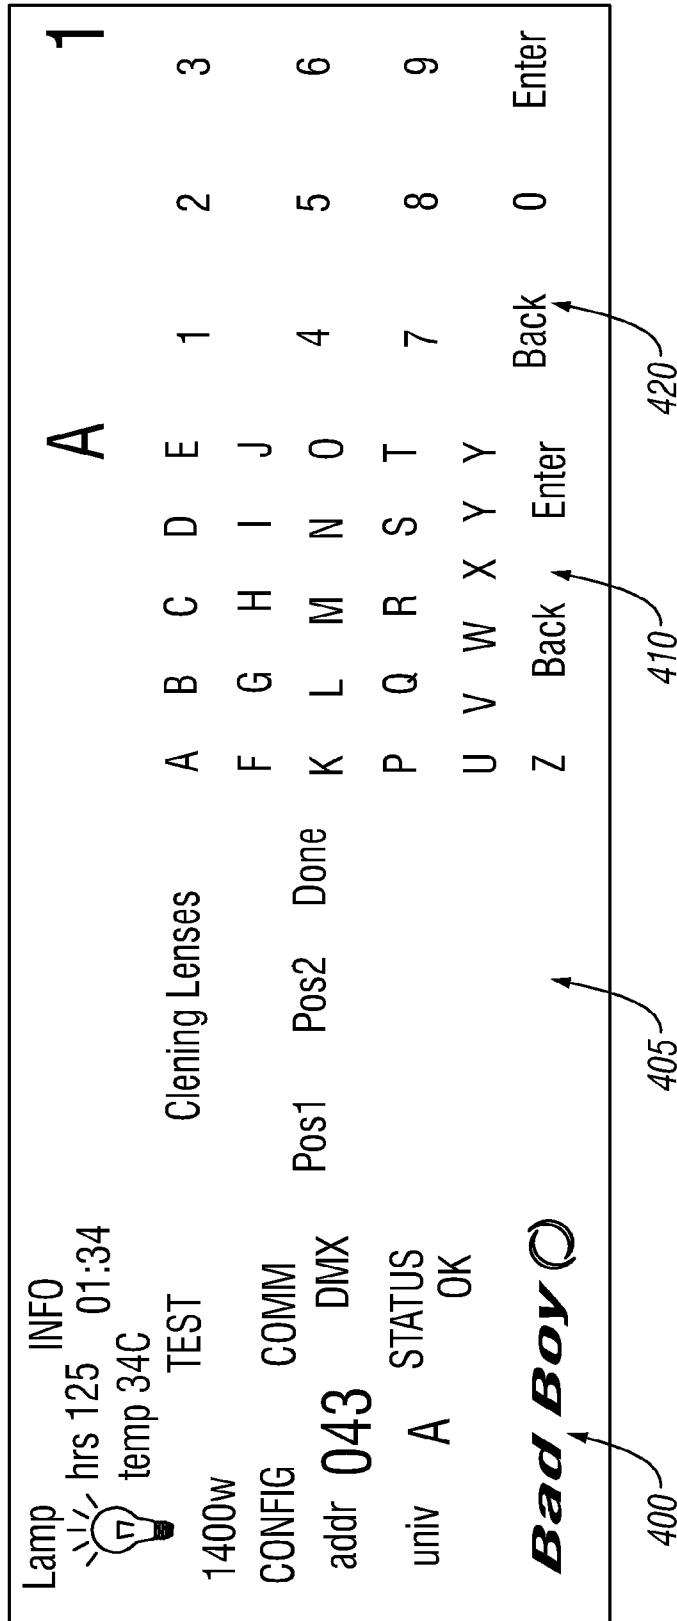 Lamp INFO
hrs 125 01:34
temp 34C
TEST
1400w
CONFIG COMM
addr 043 DMX
univ A STATUS
OK
Bad Boy
400
Clening Lenses
Pos1 Pos2 Done
405
A
A B C D E
F G H I J
K L M N O
P Q R S T
U V W X Y Y
Z Back Enter
410
1
1 2 3
4 5 6
7 8 9
Back 0 Enter
420